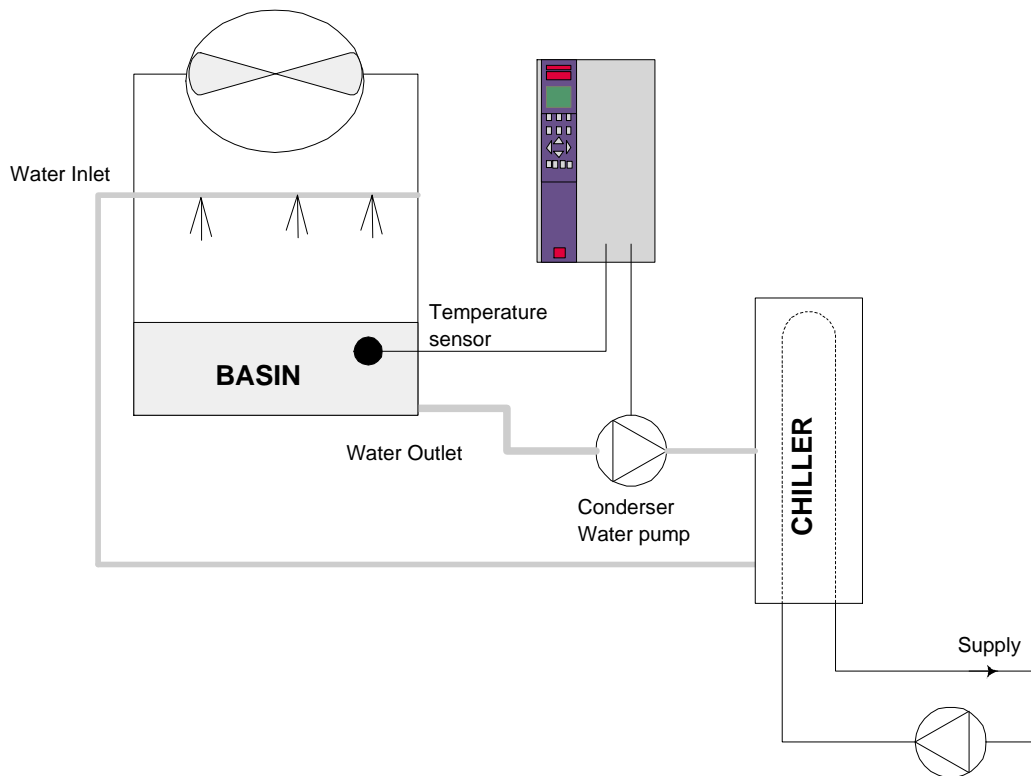 Water Inlet
Temperature
sensor
BASIN
Water Outlet
Conderser
Water pump
CHILLER
Supply